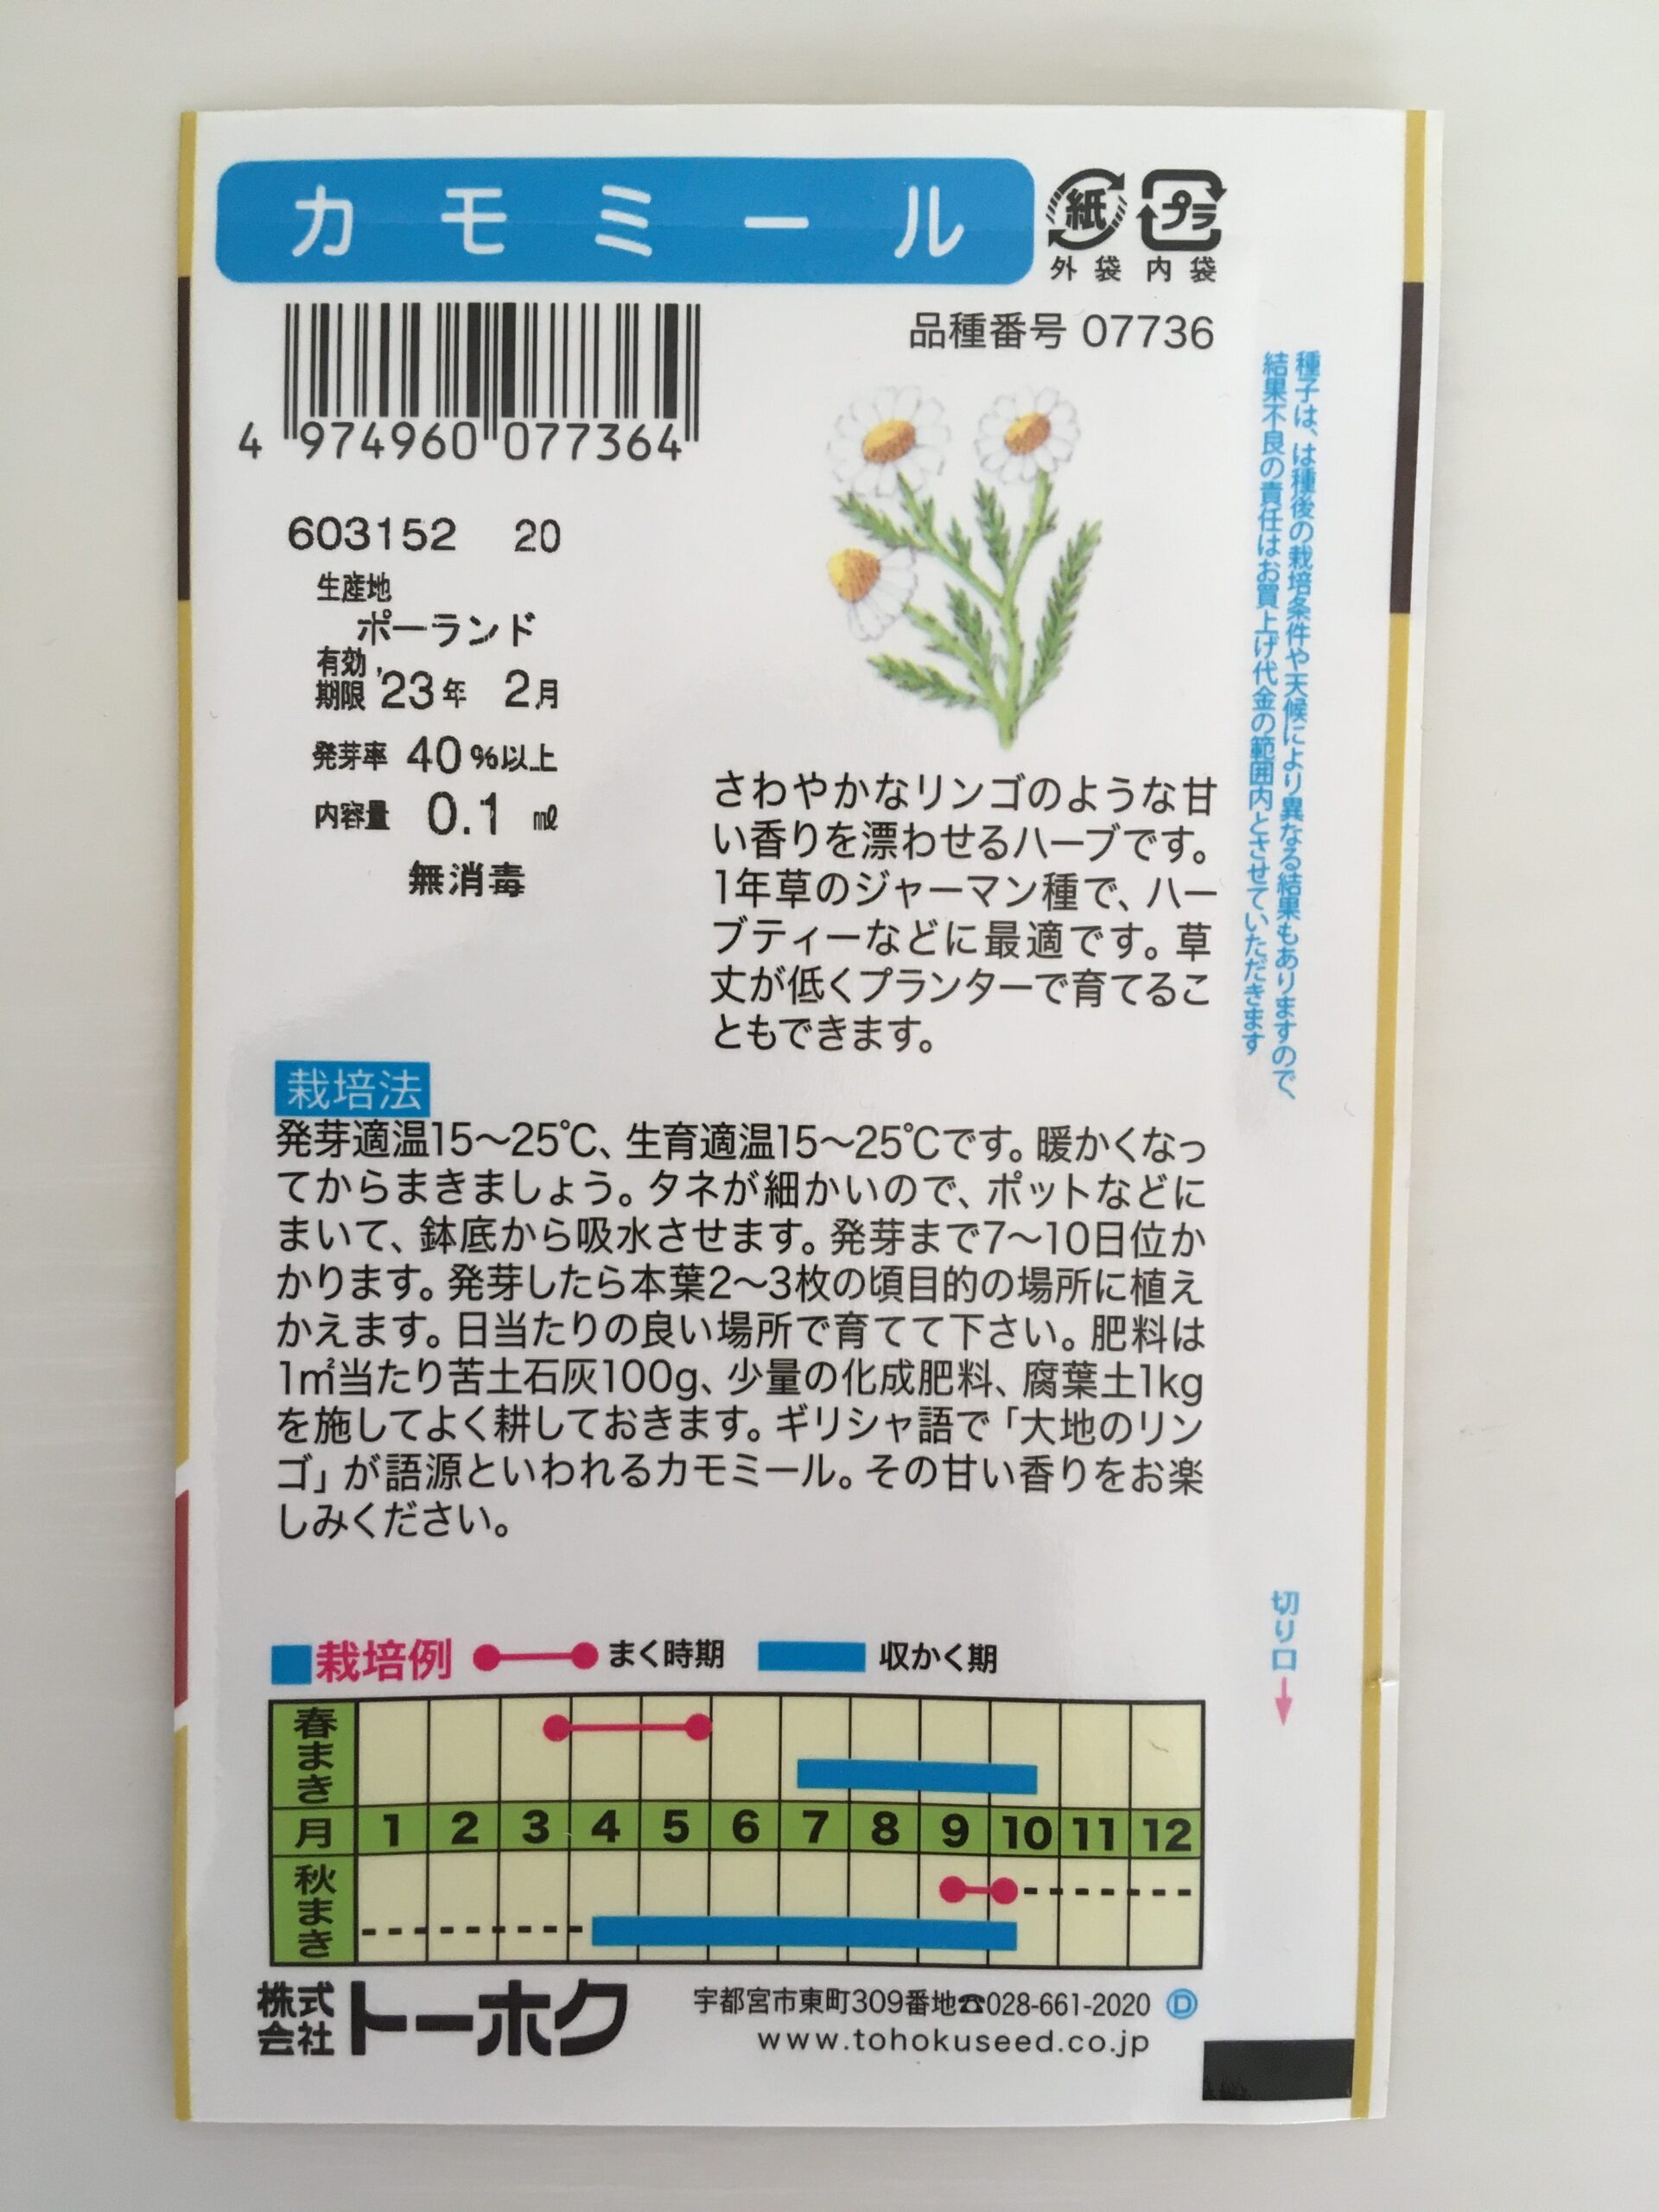 カモミール
紙 プラ
外袋 内袋
品種番号 07736
4 974960 077364
603152 20
生産地
ポーランド
有効期限 '23年 2月
発芽率 40%以上
内容量 0.1 ㎖
無消毒
種子は、は種後の栽培条件や天候により異なる結果もありますので、
結果不良の責任はお買上げ代金の範囲内とさせていただきます
さわやかなリンゴのような甘
い香りを漂わせるハーブです。
1年草のジャーマン種で、ハー
ブティーなどに最適です。草
丈が低くプランターで育てるこ
ともできます。
栽培法
発芽適温15〜25℃、生育適温15〜25℃です。暖かくなっ
てからまきましょう。タネが細かいので、ポットなどに
まいて、鉢底から吸水させます。発芽まで7〜10日位か
かります。発芽したら本葉2〜3枚の頃目的の場所に植え
かえます。日当たりの良い場所で育てて下さい。肥料は
1㎡当たり苦土石灰100g、少量の化成肥料、腐葉土1kg
を施してよく耕しておきます。ギリシャ語で「大地のリン
ゴ」が語源といわれるカモミール。その甘い香りをお楽
しみください。
切り口
栽培例 まく時期 収かく期
春まき
月 1 2 3 4 5 6 7 8 9 10 11 12
秋まき
株式会社 トーホク
宇都宮市東町309番地☎028-661-2020 Ⓓ
www.tohokuseed.co.jp